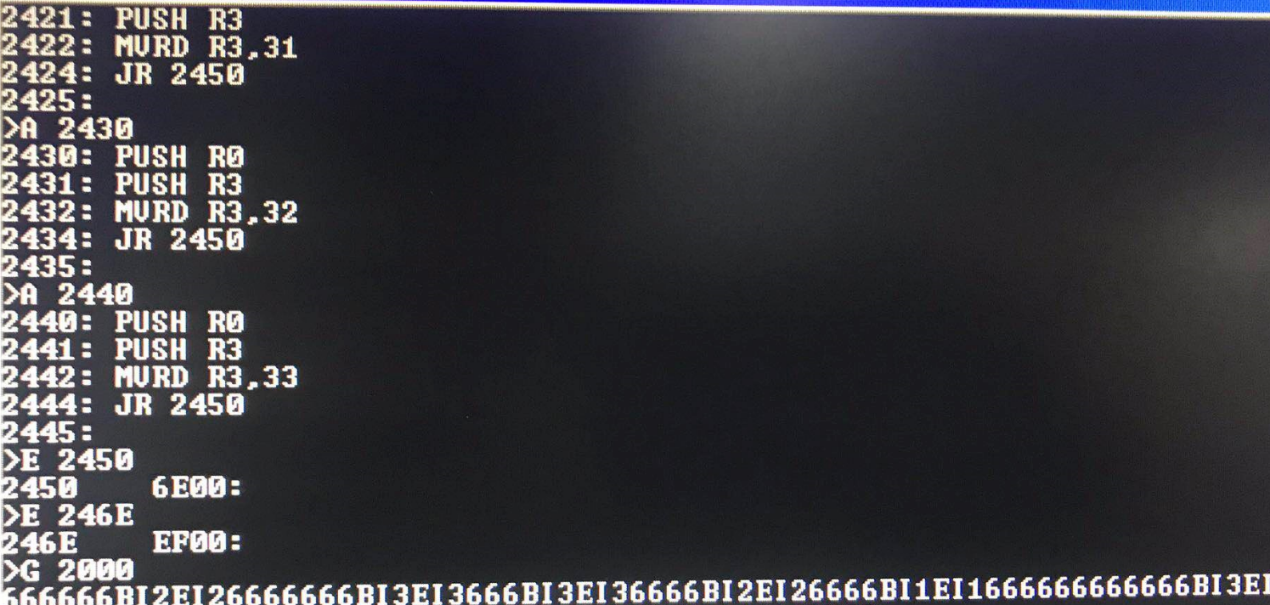 2421: PUSH R3
2422: MVRD R3,31
2424: JR 2450
2425:
>A 2430
2430: PUSH R0
2431: PUSH R3
2432: MVRD R3,32
2434: JR 2450
2435:
>A 2440
2440: PUSH R0
2441: PUSH R3
2442: MVRD R3,33
2444: JR 2450
2445:
>E 2450
2450 6E00:
>E 246E
246E EF00:
>G 2000
666666BI2EI26666666BI3EI3666BI3EI36666BI2EI26666BI1EI1666666666666BI3EI